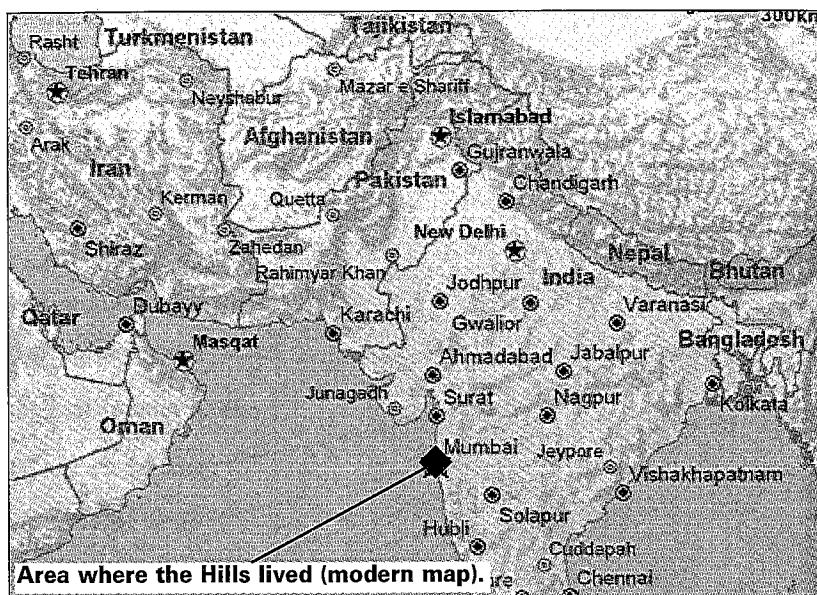 300km
Tajikistan
Turkmenistan
Rasht
Tehran
Neyshabur
Mazar e Shariff
Islamabad
Afghanistan
Gujranwala
Arak
Iran
Pakistan
Chandigarh
Kerman
Quetta
New Delhi
Shiraz
Zahedan
Nepal
Rahimyar Khan
India
Bhutan
Jodhpur
Varanasi
Qatar
Dubayy
Karachi
Gwalior
Masqat
Bangladesh
Ahmadabad
Jabalpur
Junagadh
Surat
Nagpur
Kolkata
Oman
Mumbai
Jeypore
Vishakhapatnam
Solapur
Hubli
Cuddapah
Area where the Hills lived (modern map).
ore
Chennai